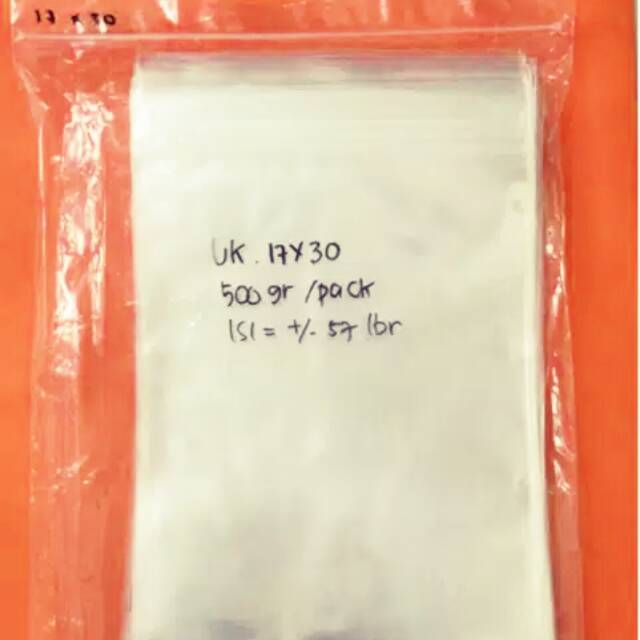 17 x 30
UK. 17X30
500 gr /pack
ISI = +/- 57 lbr